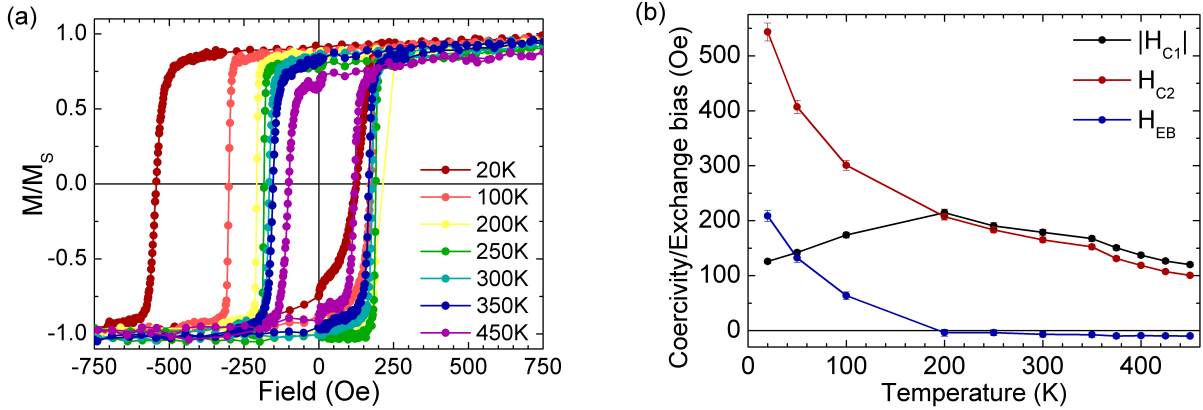 (a)
1.0
0.5
0.0
-0.5
-1.0
M/M_S
-750
-500
-250
0
250
500
750
Field (Oe)
20K
100K
200K
250K
300K
350K
450K
(b)
500
400
300
200
100
0
Coercivity/Exchange bias (Oe)
0
100
200
300
400
Temperature (K)
|H_C1|
H_C2
H_EB